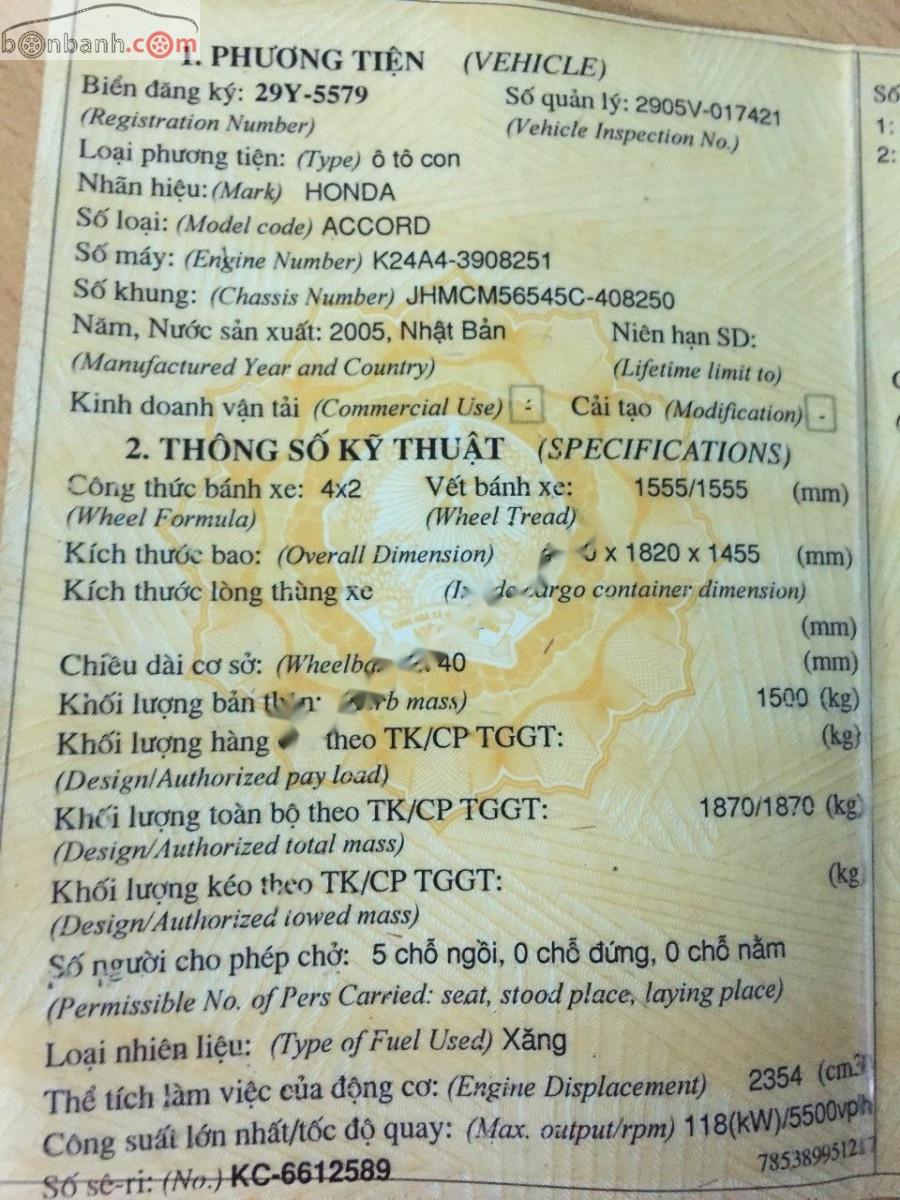 bonbanh.com
1. PHƯƠNG TIỆN (VEHICLE)
Biển đăng ký: 29Y-5579 Số quản lý: 2905V-017421
(Registration Number) (Vehicle Inspection No.)
Loại phương tiện: (Type) ô tô con
Nhãn hiệu: (Mark) HONDA
Số loại: (Model code) ACCORD
Số máy: (Engine Number) K24A4-3908251
Số khung: (Chassis Number) JHMCM56545C-408250
Năm, Nước sản xuất: 2005, Nhật Bản Niên hạn SD:
(Manufactured Year and Country) (Lifetime limit to)
Kinh doanh vận tải (Commercial Use) - Cải tạo (Modification) -
2. THÔNG SỐ KỸ THUẬT (SPECIFICATIONS)
Công thức bánh xe: 4x2 Vết bánh xe: 1555/1555 (mm)
(Wheel Formula) (Wheel Tread)
Kích thước bao: (Overall Dimension) x 1820 x 1455 (mm)
Kích thước lòng thùng xe cargo container dimension)
(mm)
Chiều dài cơ sở: 40 (mm)
Khối lượng bản mass) 1500 (kg)
Khối lượng hàng theo TK/CP TGGT: (kg)
(Design/Authorized pay load)
Khối lượng toàn bộ theo TK/CP TGGT: 1870/1870 (kg)
(Design/Authorized total mass)
Khối lượng kéo theo TK/CP TGGT: (kg
(Design/Authorized towed mass)
Số người cho phép chở: 5 chỗ ngồi, 0 chỗ đứng, 0 chỗ nằm
(Permissible No. of Pers Carried: seat, stood place, laying place)
Loại nhiên liệu: (Type of Fuel Used) Xăng
Thể tích làm việc của động cơ: (Engine Displacement) 2354 (cm3
Công suất lớn nhất/tốc độ quay: (Max. output/rpm) 118(kW)/5500vph
Số sê-ri: (No.) KC-6612589
Số
1:
2: